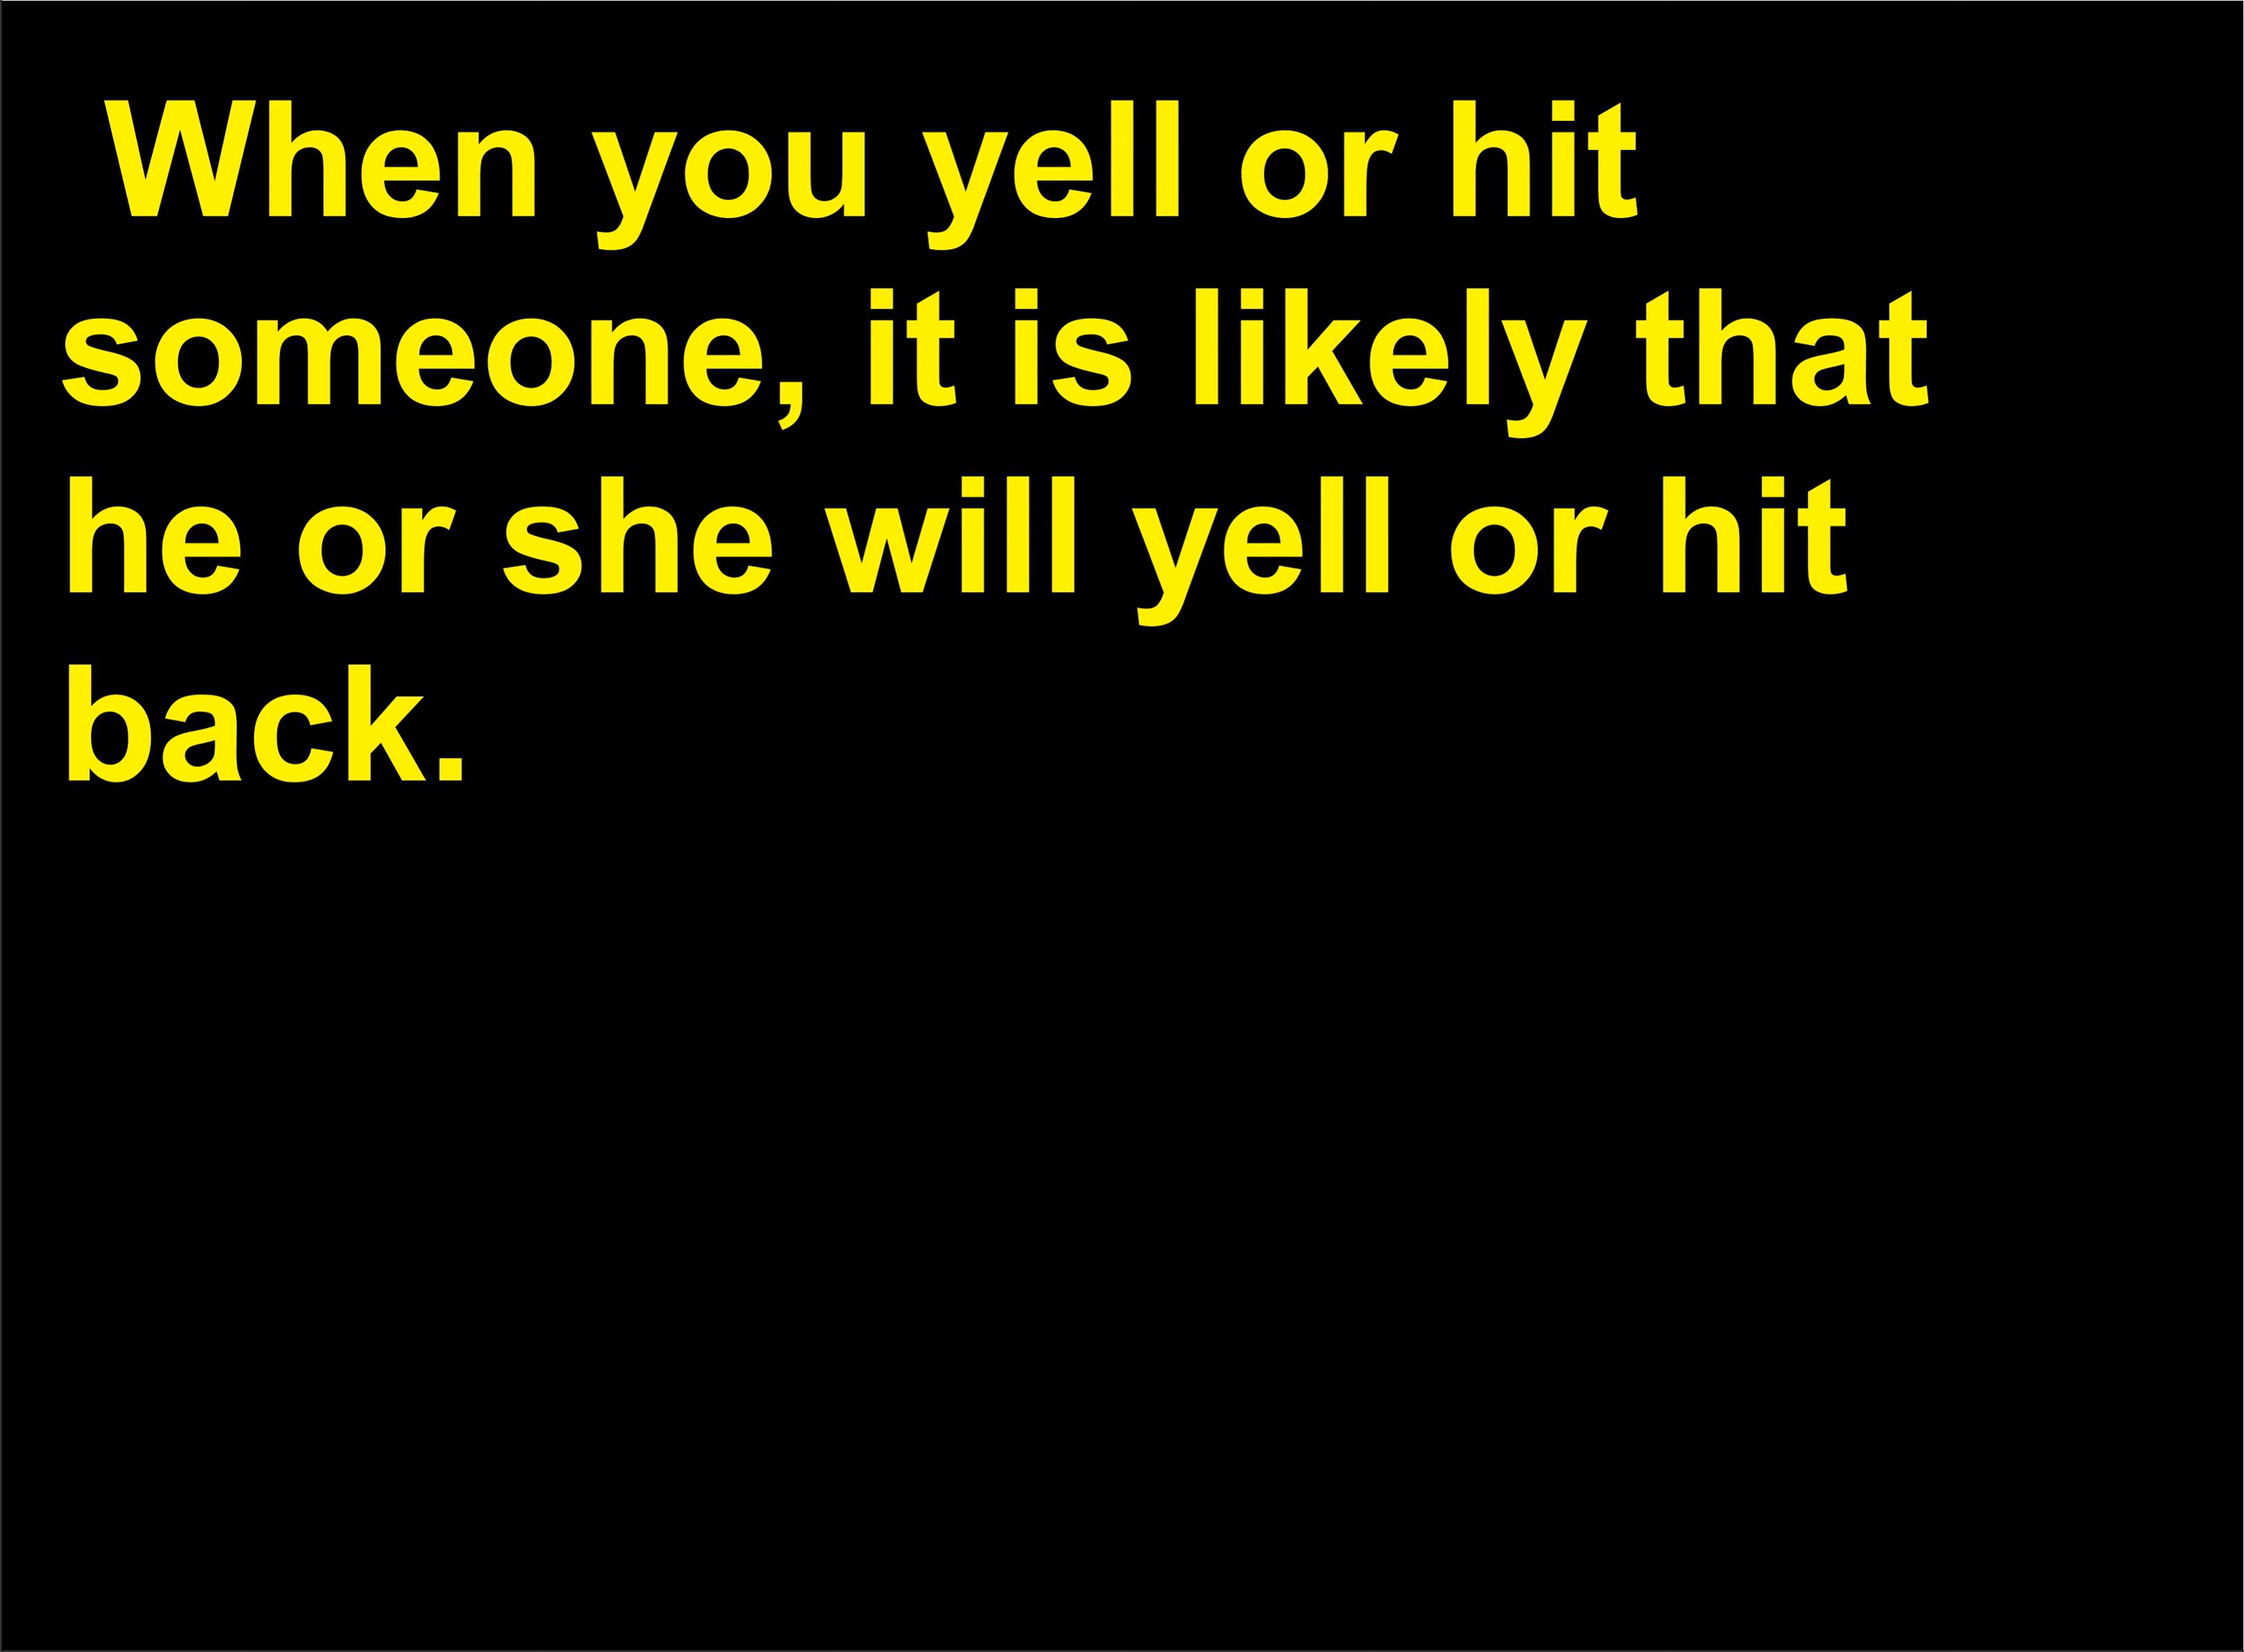 When you yell or hit
someone, it is likely that
he or she will yell or hit
back.